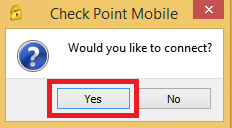 Check Point Mobile
Would you like to connect?
Yes
No